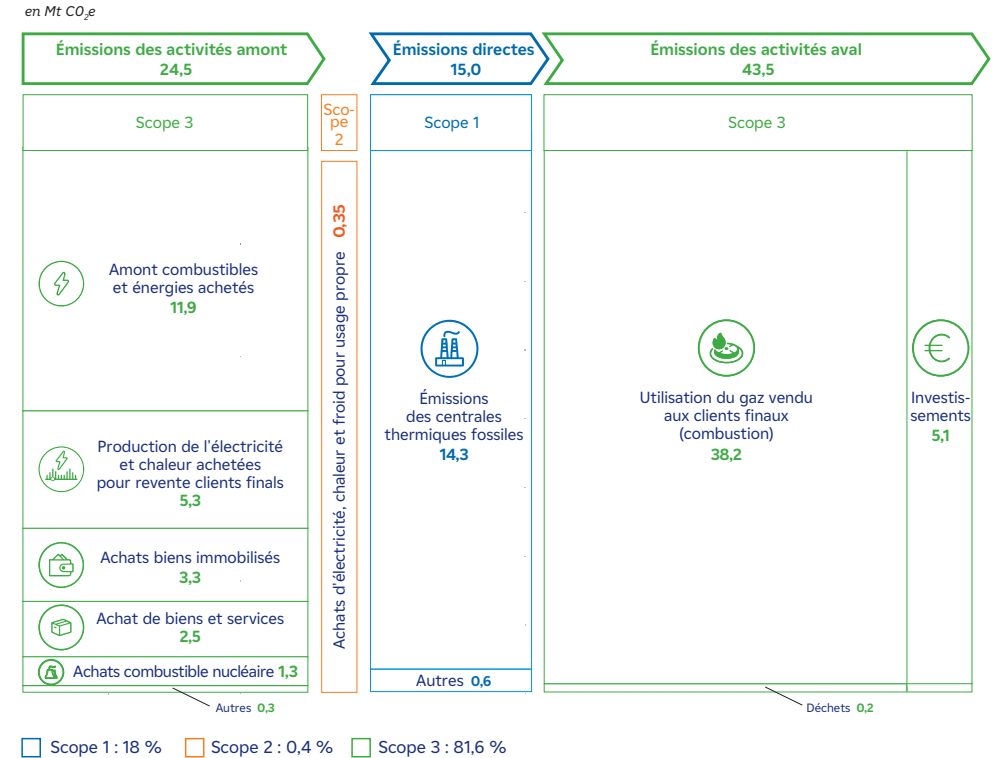 en Mt CO₂e
Émissions des activités amont
24,5
Émissions directes
15,0
Émissions des activités aval
43,5
Scope 3
Sco-
pe
2
Scope 1
Scope 3
Amont combustibles
et énergies achetés
11,9
Production de l'électricité
et chaleur achetées
pour revente clients finals
5,3
Achats biens immobilisés
3,3
Achat de biens et services
2,5
Achats combustible nucléaire 1,3
Autres 0,3
Achats d'électricité, chaleur et froid pour usage propre 0,35
Émissions
des centrales
thermiques fossiles
14,3
Autres 0,6
Utilisation du gaz vendu
aux clients finaux
(combustion)
38,2
Investis-
sements
5,1
Déchets 0,2
Scope 1 : 18 %
Scope 2 : 0,4 %
Scope 3 : 81,6 %